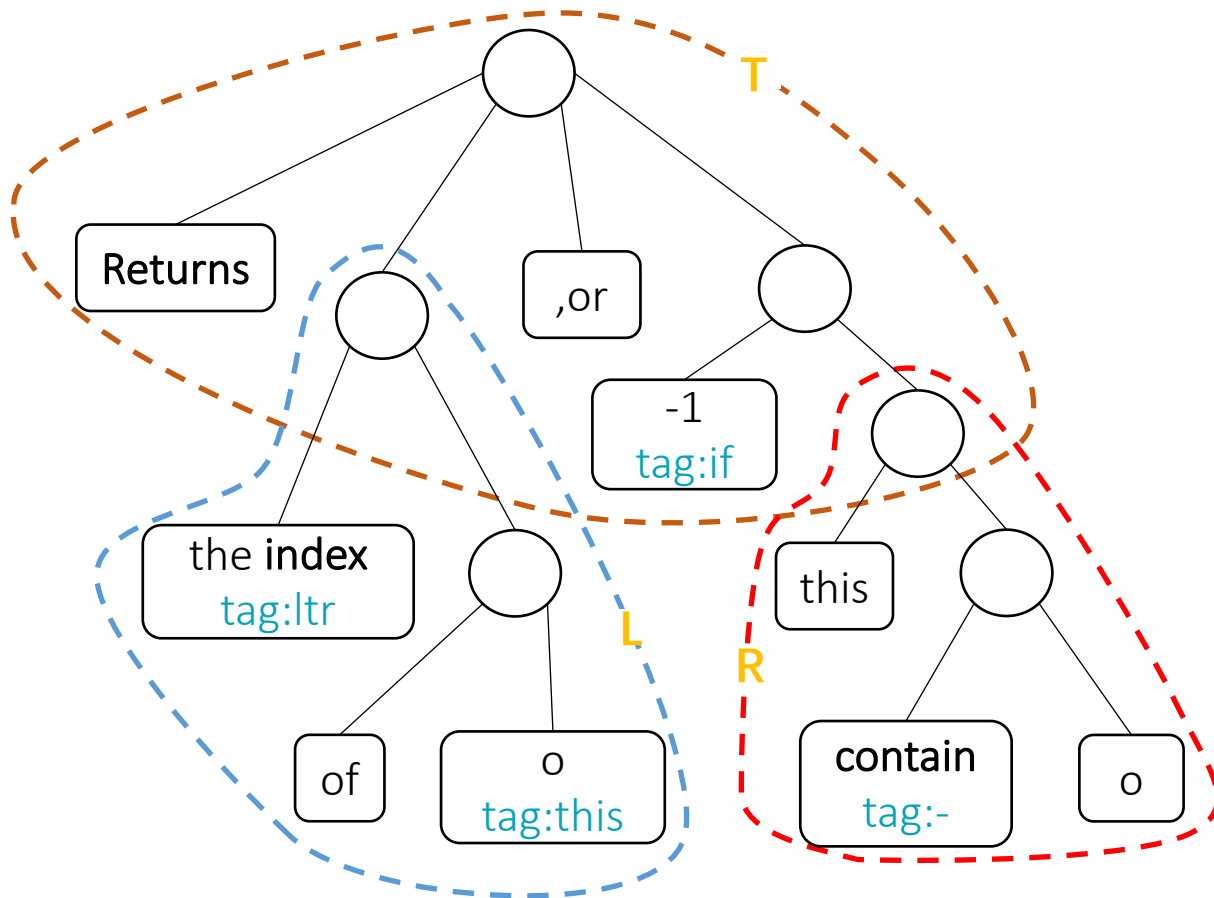 T
Returns
,or
-1
tag:if
the index
tag:ltr
this
L
R
of
o
tag:this
contain
tag:-
o